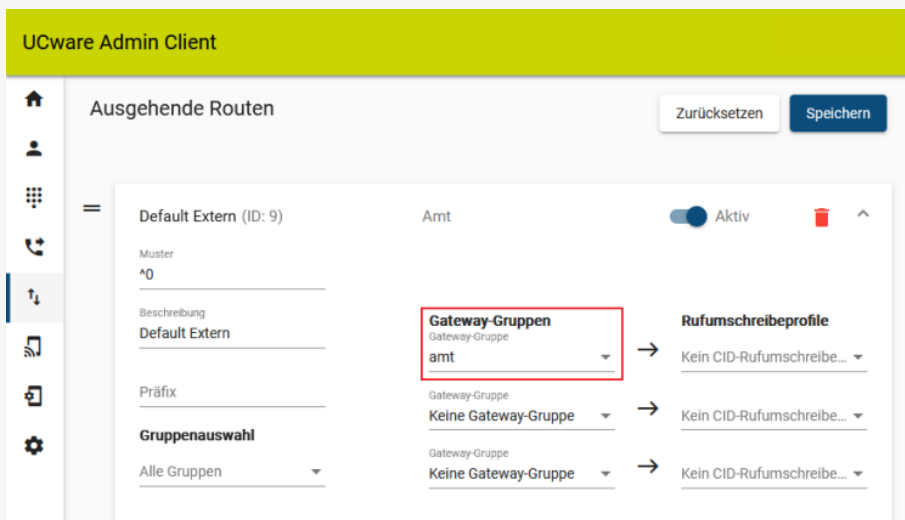 UCware Admin Client
Ausgehende Routen
Zurücksetzen
Speichern
Default Extern (ID: 9)
Amt
Aktiv
Muster
^0
Beschreibung
Default Extern
Präfix
Gruppenauswahl
Alle Gruppen
Gateway-Gruppen
Gateway-Gruppe
amt
Gateway-Gruppe
Keine Gateway-Gruppe
Gateway-Gruppe
Keine Gateway-Gruppe
Rufumschreibeprofile
Kein CID-Rufumschreibe...
Kein CID-Rufumschreibe...
Kein CID-Rufumschreibe...